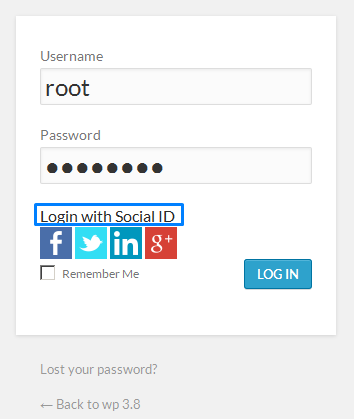 Username
root
Password
●●●●●●●●
Login with Social ID
f in g+
Remember Me
LOG IN
Lost your password?
← Back to wp 3.8